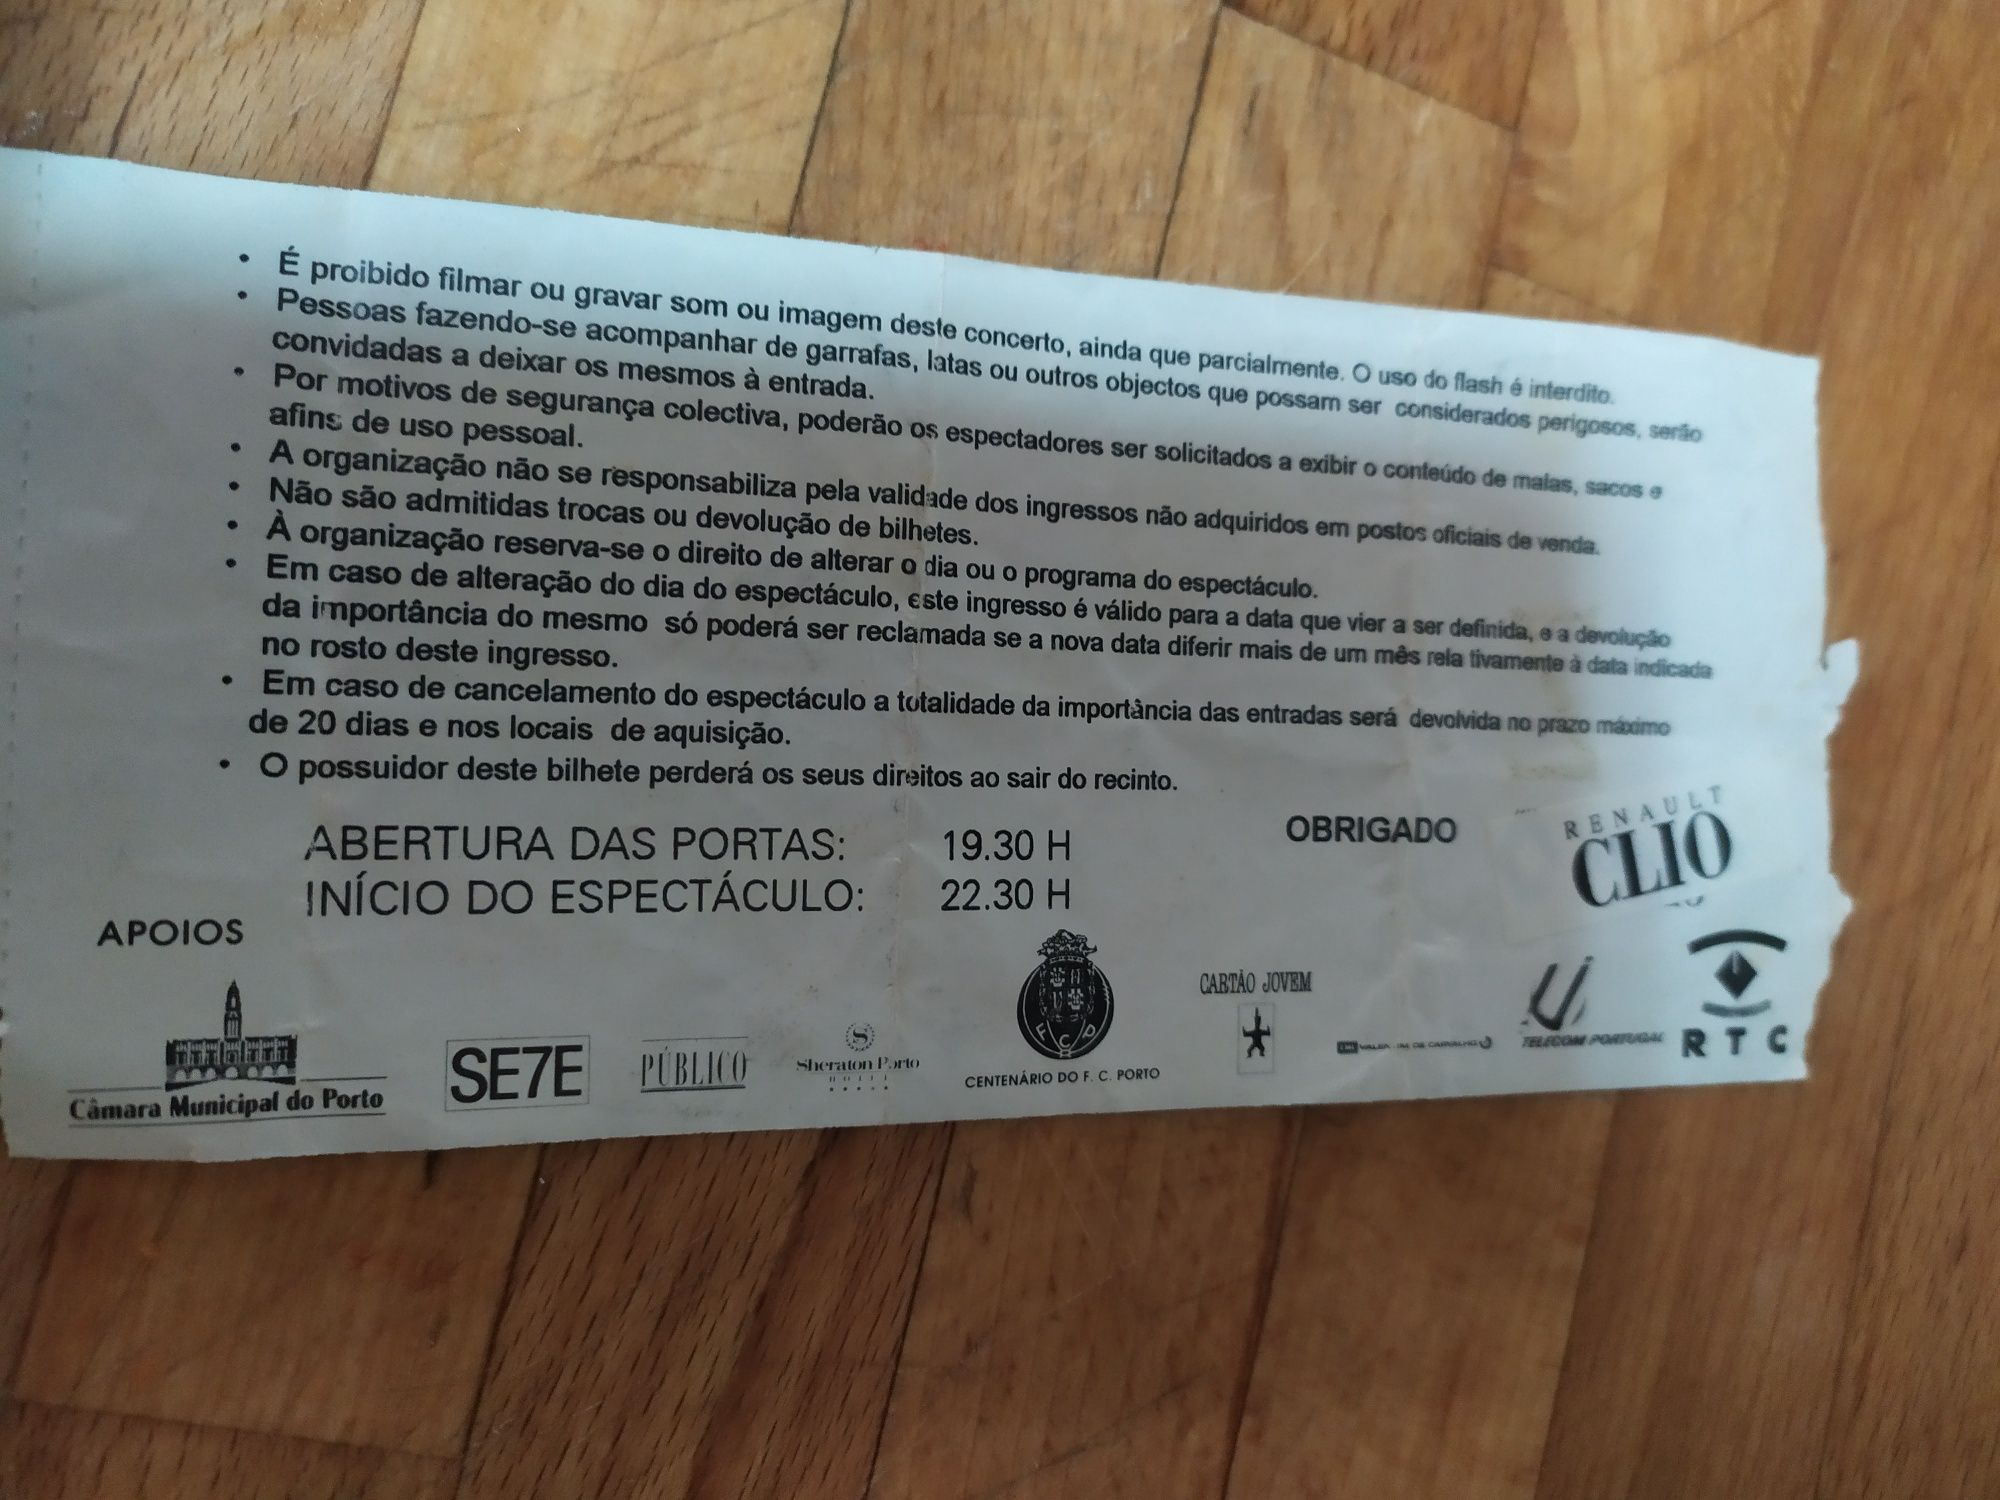 • É proibido filmar ou gravar som ou imagem deste concerto, ainda que parcialmente. O uso do flash é interdito.
• Pessoas fazendo-se acompanhar de garrafas, latas ou outros objectos que possam ser considerados perigosos, serão
convidadas a deixar os mesmos à entrada.
• Por motivos de segurança colectiva, poderão os espectadores ser solicitados a exibir o conteúdo de malas, sacos e
afins de uso pessoal.
• A organização não se responsabiliza pela validade dos ingressos não adquiridos em postos oficiais de venda.
• Não são admitidas trocas ou devolução de bilhetes.
• À organização reserva-se o direito de alterar o dia ou o programa do espectáculo.
• Em caso de alteração do dia do espectáculo, este ingresso é válido para a data que vier a ser definida, e a devolução
da importância do mesmo só poderá ser reclamada se a nova data diferir mais de um mês rela tivamente à data indicada
no rosto deste ingresso.
• Em caso de cancelamento do espectáculo a totalidade da importância das entradas será devolvida no prazo máximo
de 20 dias e nos locais de aquisição.
• O possuidor deste bilhete perderá os seus direitos ao sair do recinto.
ABERTURA DAS PORTAS: 19.30 H
INÍCIO DO ESPECTÁCULO: 22.30 H
OBRIGADO
RENAULT
CLIO
APOIOS
Câmara Municipal do Porto
SE7E
PÚBLICO
Sheraton Porto
HOTEL
FCP
CENTENÁRIO DO F. C. PORTO
CARTÃO JOVEM
TELECOM PORTUGAL
RTC